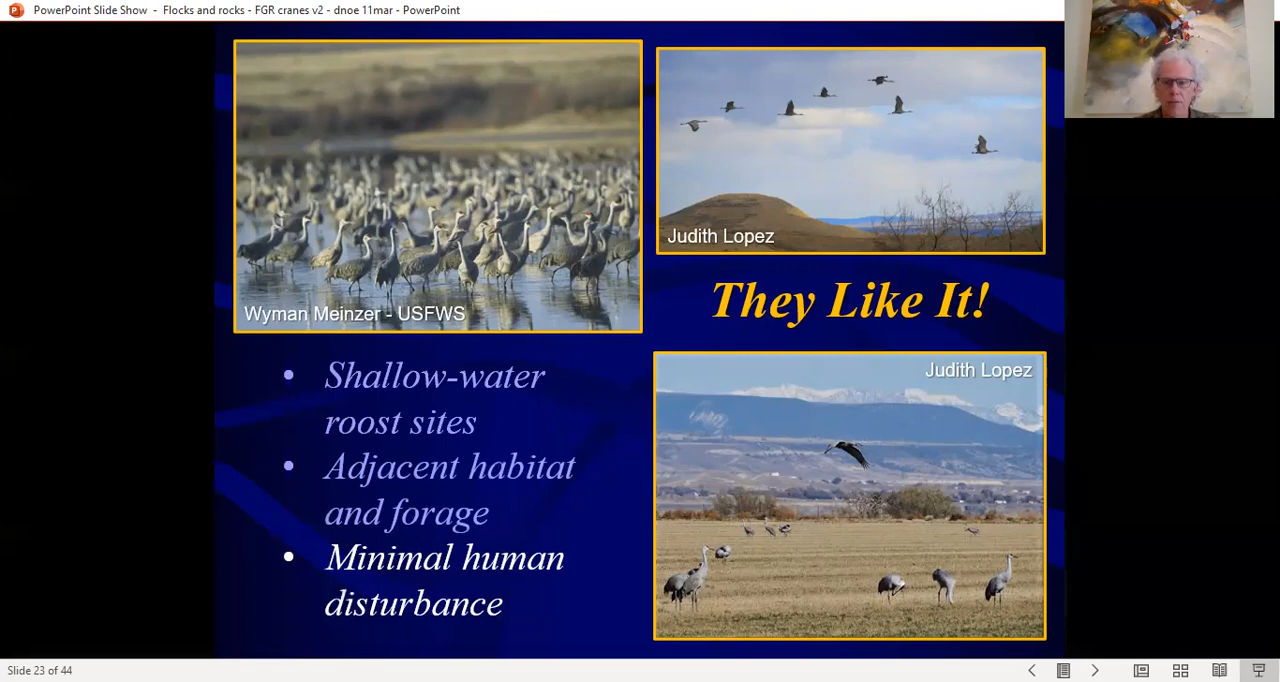 PowerPoint Slide Show - Flocks and rocks - FGR cranes v2 - dnoe 11mar - PowerPoint
Wyman Meinzer - USFWS
Judith Lopez
They Like It!
• Shallow-water
roost sites
• Adjacent habitat
and forage
• Minimal human
disturbance
Judith Lopez
Slide 23 of 44